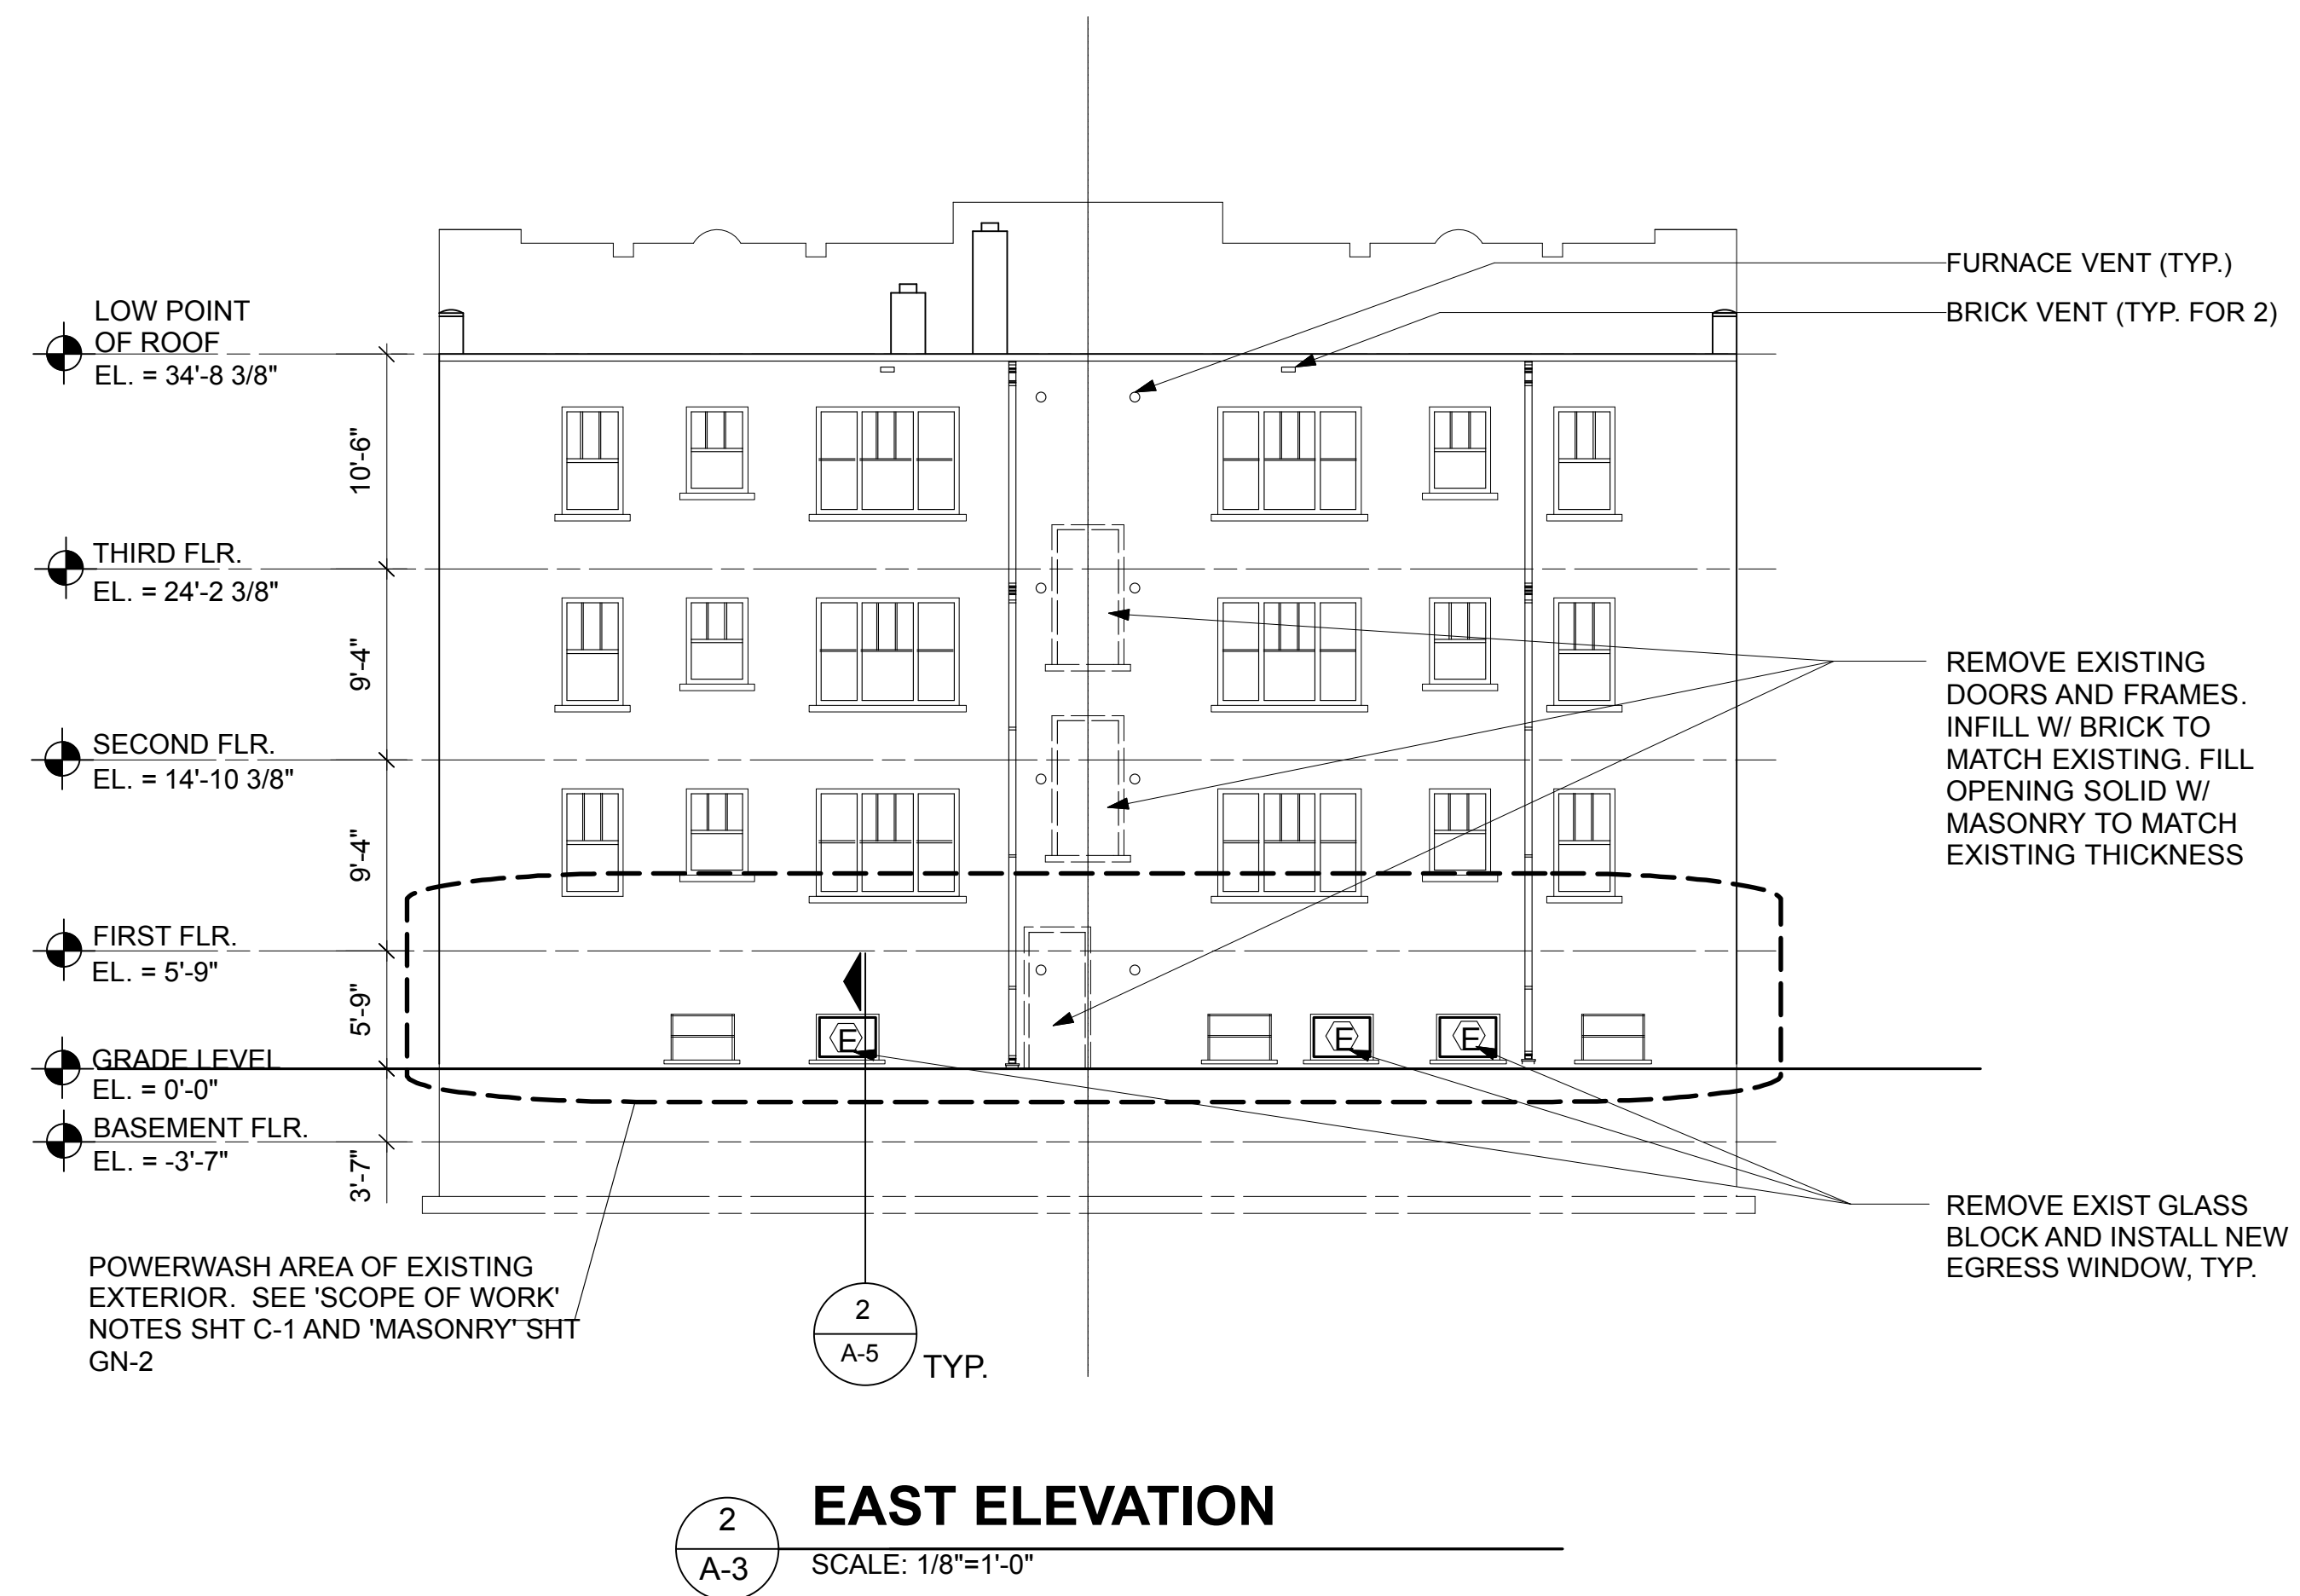 FURNACE VENT (TYP.)
BRICK VENT (TYP. FOR 2)
LOW POINT
OF ROOF
EL. = 34'-8 3/8"
10'-6"
THIRD FLR.
EL. = 24'-2 3/8"
9'-4"
SECOND FLR.
EL. = 14'-10 3/8"
9'-4"
FIRST FLR.
EL. = 5'-9"
5'-9"
GRADE LEVEL
EL. = 0'-0"
BASEMENT FLR.
EL. = -3'-7"
3'-7"
REMOVE EXISTING
DOORS AND FRAMES.
INFILL W/ BRICK TO
MATCH EXISTING. FILL
OPENING SOLID W/
MASONRY TO MATCH
EXISTING THICKNESS
E
E
E
REMOVE EXIST GLASS
BLOCK AND INSTALL NEW
EGRESS WINDOW, TYP.
POWERWASH AREA OF EXISTING
EXTERIOR.  SEE 'SCOPE OF WORK'
NOTES SHT C-1 AND 'MASONRY' SHT
GN-2
2
A-5
TYP.
2
A-3
EAST ELEVATION
SCALE: 1/8"=1'-0"